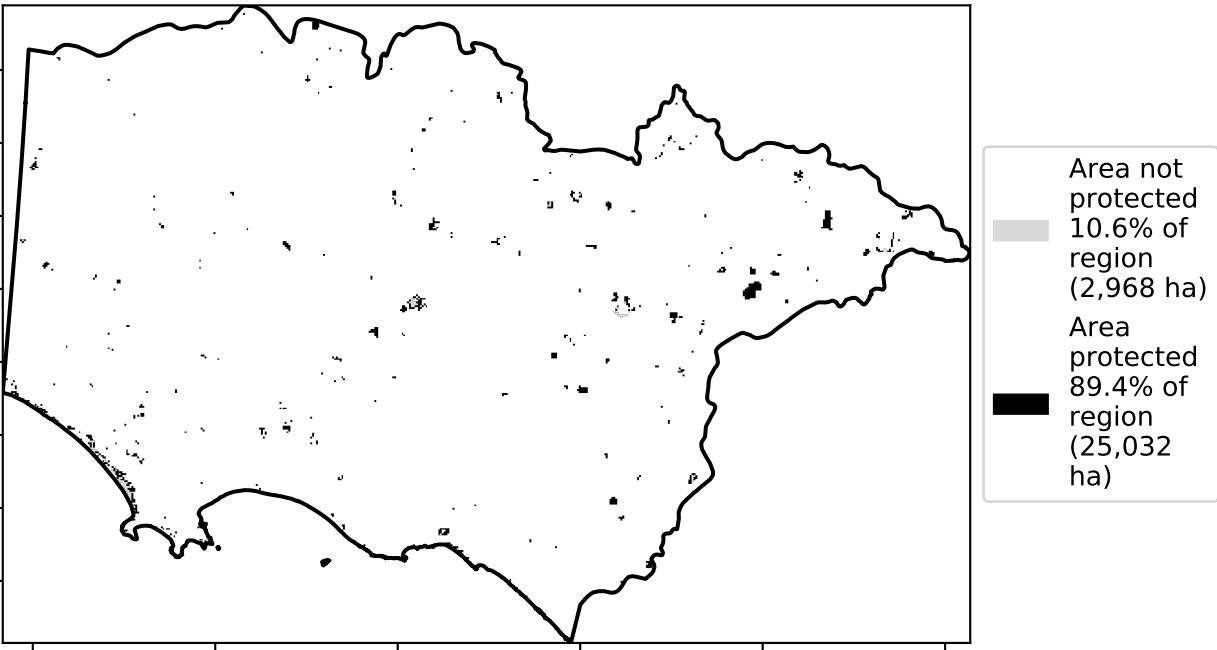 Area not
protected
10.6% of
region
(2,968 ha)
Area
protected
89.4% of
region
(25,032
ha)